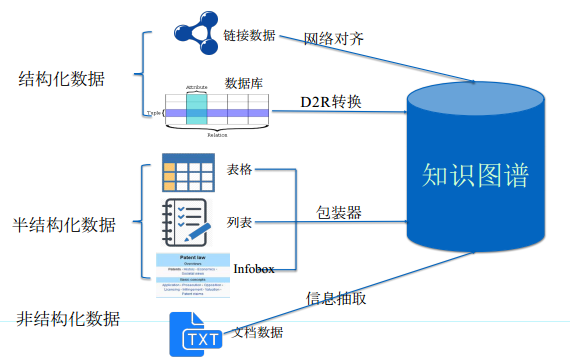 链接数据
网络对齐
结构化数据
数据库
Attribute
Tuple
Relation
D2R转换
知识图谱
表格
半结构化数据
列表
包装器
Patent law
Overviews
Infobox
信息抽取
非结构化数据
TXT
文档数据